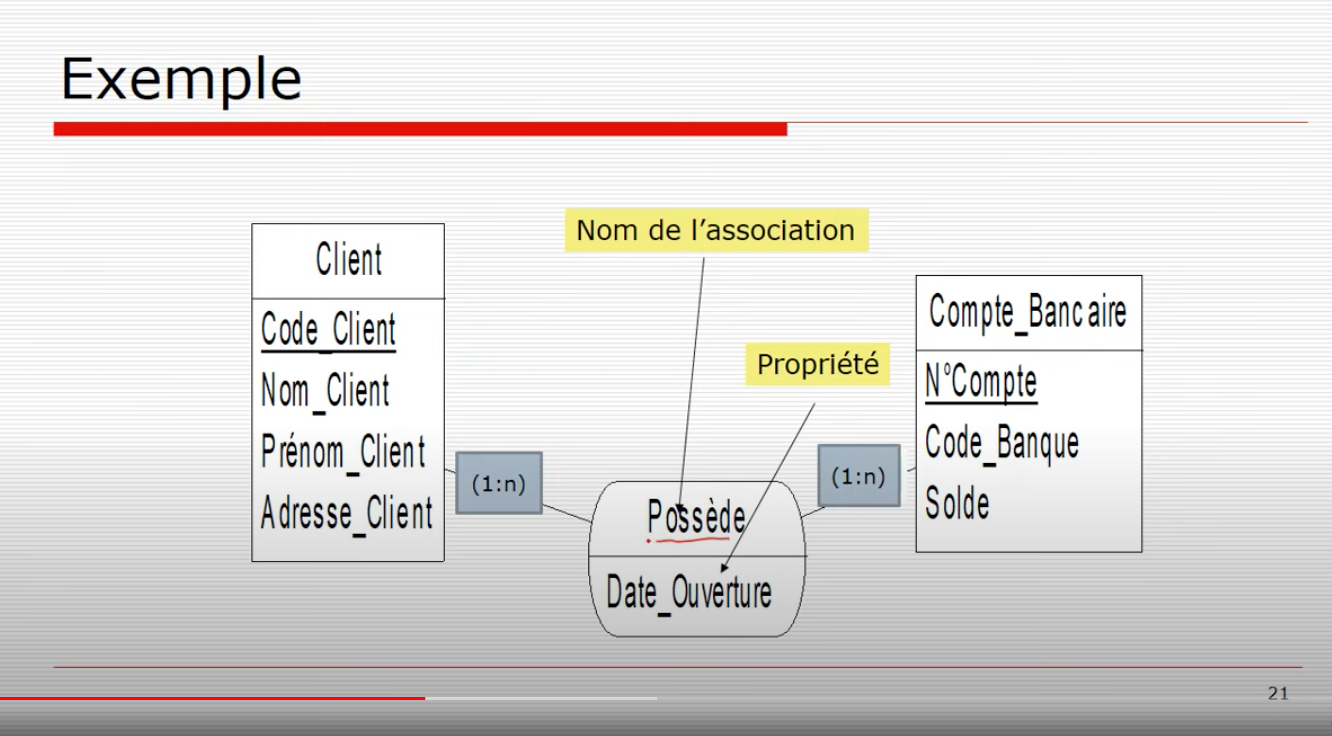 Exemple
Nom de l'association
Client
Code_Client
Nom_Client
Prénom_Client
Adresse_Client
(1:n)
Propriété
Possède
Date_Ouverture
(1:n)
Compte_Bancaire
N°Compte
Code_Banque
Solde
21